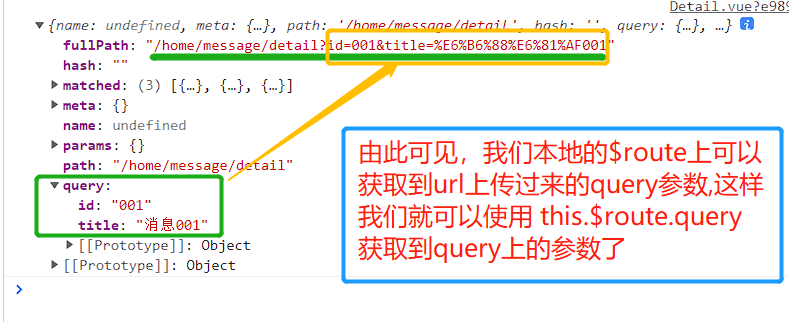 Detail.vue?e989
{name: undefined, meta: {…}, path: '/home/message/detail', hash: '', query: {…}, …}
fullPath: "/home/message/detail?id=001&title=%E6%B6%88%E6%81%AF001"
hash: ""
matched: (3) [{…}, {…}, {…}]
meta: {}
name: undefined
params: {}
path: "/home/message/detail"
query:
id: "001"
title: "消息001"
[[Prototype]]: Object
[[Prototype]]: Object
由此可见，我们本地的$route上可以
获取到url上传过来的query参数,这样
我们就可以使用 this.$route.query
获取到query上的参数了